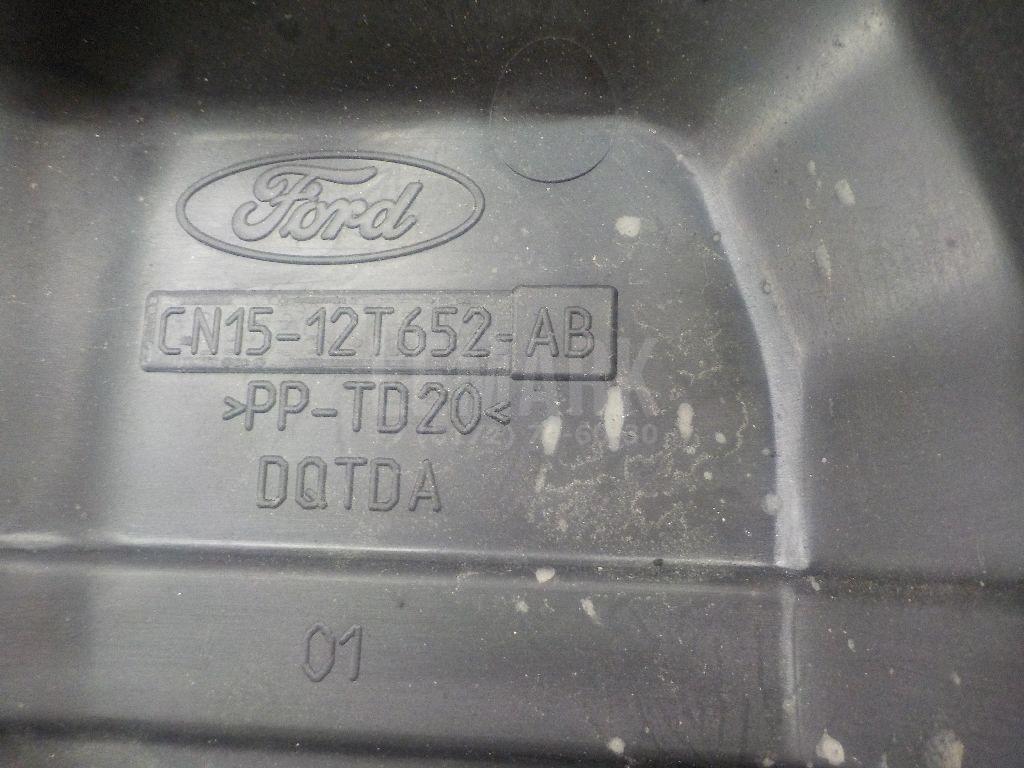 Ford
CN15-12T652-AB
>PP-TD20<
DQTDA
01